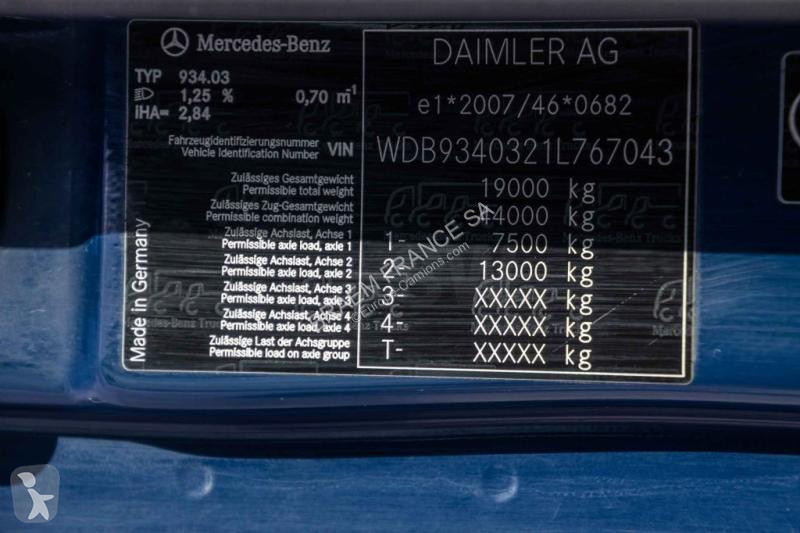 Mercedes-Benz
DAIMLER AG
TYP 934.03
1,25 % 0,70 m-1
iHA= 2,84
e1*2007/46*0682
Fahrzeugidentifizierungsnummer
Vehicle Identification Number VIN
WDB9340321L767043
Zulässiges Gesamtgewicht
Permissible total weight
19000 kg
Zulässiges Zug-Gesamtgewicht
Permissible combination weight
44000 kg
Zulässige Achslast, Achse 1
Permissible axle load, axle 1
1- 7500 kg
Zulässige Achslast, Achse 2
Permissible axle load, axle 2
2- 13000 kg
Zulässige Achslast, Achse 3
Permissible axle load, axle 3
3- XXXXX kg
Zulässige Achslast, Achse 4
Permissible axle load, axle 4
4- XXXXX kg
Zulässige Last der Achsgruppe
Permissible load on axle group
T- XXXXX kg
Made in Germany
FRANCE SA
Mercedes-Benz Trucks